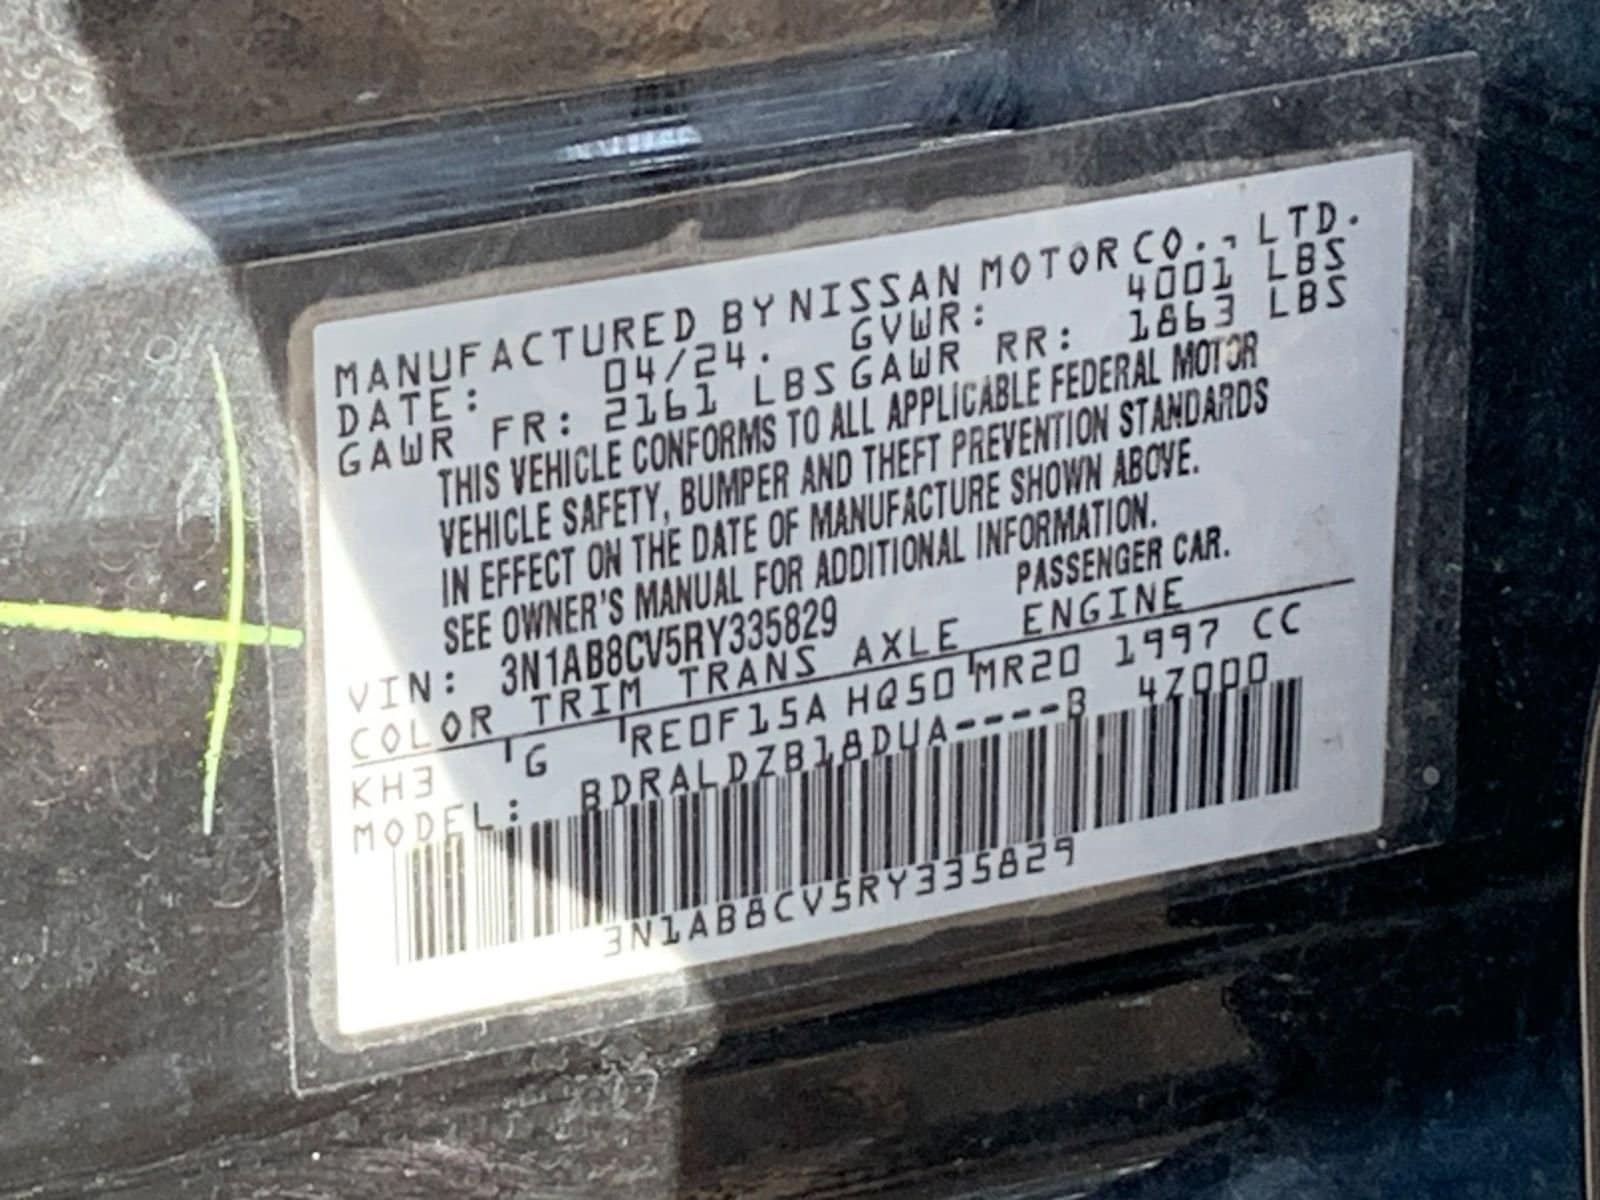 MANUFACTURED BY NISSAN MOTOR CO., LTD.
DATE: 04/24. GVWR: 4001 LBS
GAWR FR: 2161 LBS GAWR RR: 1863 LBS
THIS VEHICLE CONFORMS TO ALL APPLICABLE FEDERAL MOTOR
VEHICLE SAFETY, BUMPER AND THEFT PREVENTION STANDARDS
IN EFFECT ON THE DATE OF MANUFACTURE SHOWN ABOVE.
SEE OWNER'S MANUAL FOR ADDITIONAL INFORMATION.
VIN: 3N1AB8CV5RY335829 PASSENGER CAR.
COLOR TRIM TRANS AXLE ENGINE
KH3 G RE0F15A HQ50 MR20 1997 CC
MODEL: BDRALDZB18DUA----B 4Z000
3N1AB8CV5RY335829